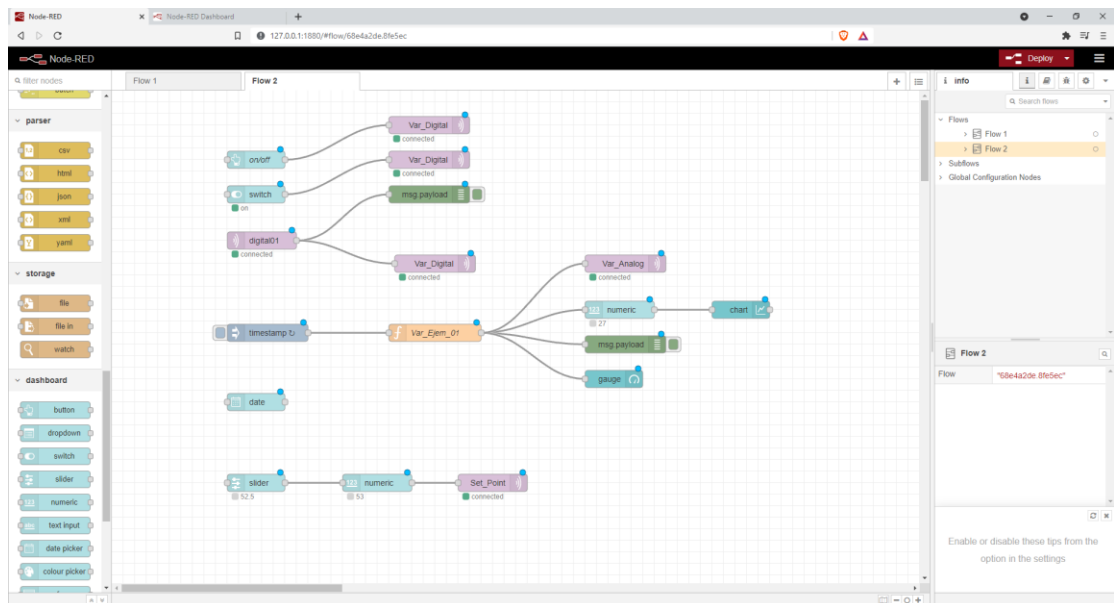 Node-RED
Node-RED Dashboard
127.0.0.1:1880/#flow/68e4a2de.8fe5ec
Node-RED
Deploy
filter nodes
Flow 1
Flow 2
info
Search flows
parser
csv
html
json
xml
yaml
storage
file
file in
watch
dashboard
button
dropdown
switch
slider
numeric
text input
date picker
colour picker
on/off
Var_Digital
connected
switch
on
Var_Digital
connected
msg.payload
digital01
connected
Var_Digital
connected
Var_Analog
connected
timestamp ↻
Var_Ejem_01
123 numeric
27
chart
msg.payload
gauge
date
slider
52.5
123 numeric
53
Set_Point
connected
Flows
Flow 1
Flow 2
Subflows
Global Configuration Nodes
Flow 2
Flow "68e4a2de.8fe5ec"
Enable or disable these tips from the
option in the settings